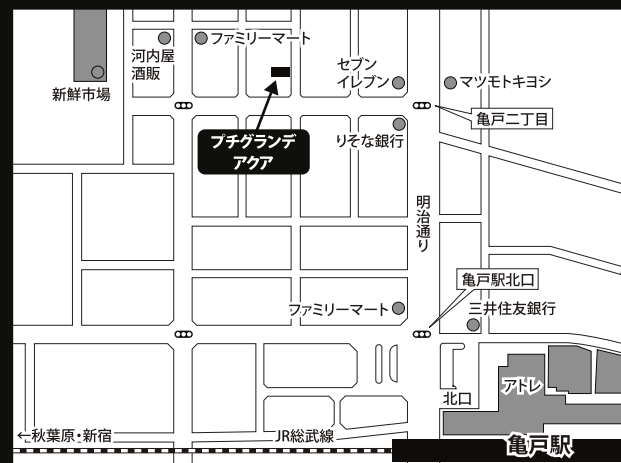 ファミリーマート
河内屋
酒販
新鮮市場
セブン
イレブン
マツモトキヨシ
亀戸二丁目
プチグランデ
アクア
りそな銀行
明治通り
亀戸駅北口
ファミリーマート
三井住友銀行
アトレ
北口
←秋葉原・新宿
JR総武線
亀戸駅